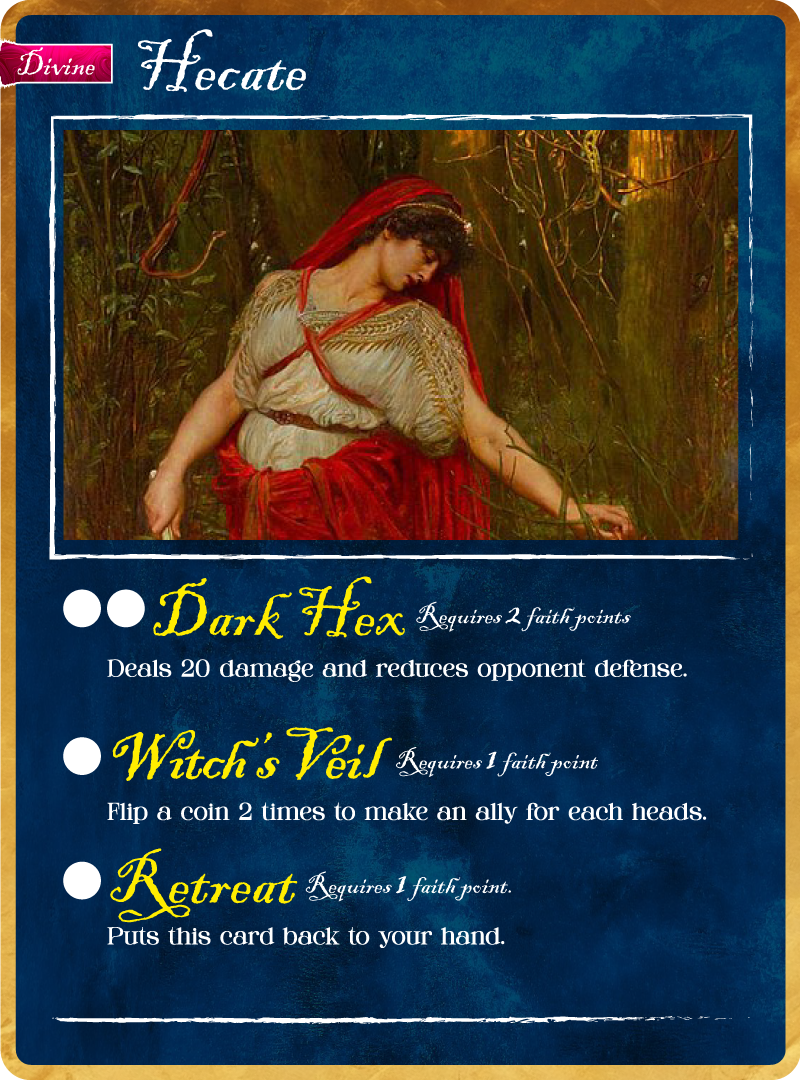 Divine
Hecate
Dark Hex Requires 2 faith points
Deals 20 damage and reduces opponent defense.
Witch's Veil Requires 1 faith point
Flip a coin 2 times to make an ally for each heads.
Retreat Requires 1 faith point.
Puts this card back to your hand.